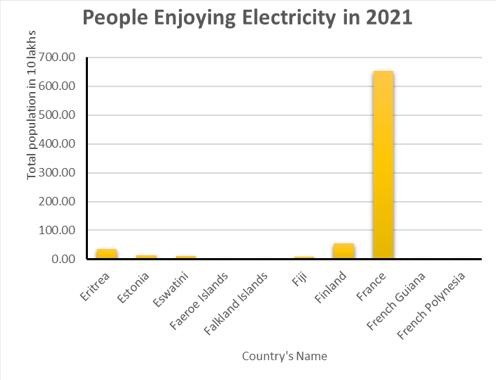 People Enjoying Electricity in 2021
Total population in 10 lakhs
700.00
600.00
500.00
400.00
300.00
200.00
100.00
0.00
Eritrea
Estonia
Eswatini
Faeroe Islands
Falkland Islands
Fiji
Finland
France
French Guiana
French Polynesia
Country's Name